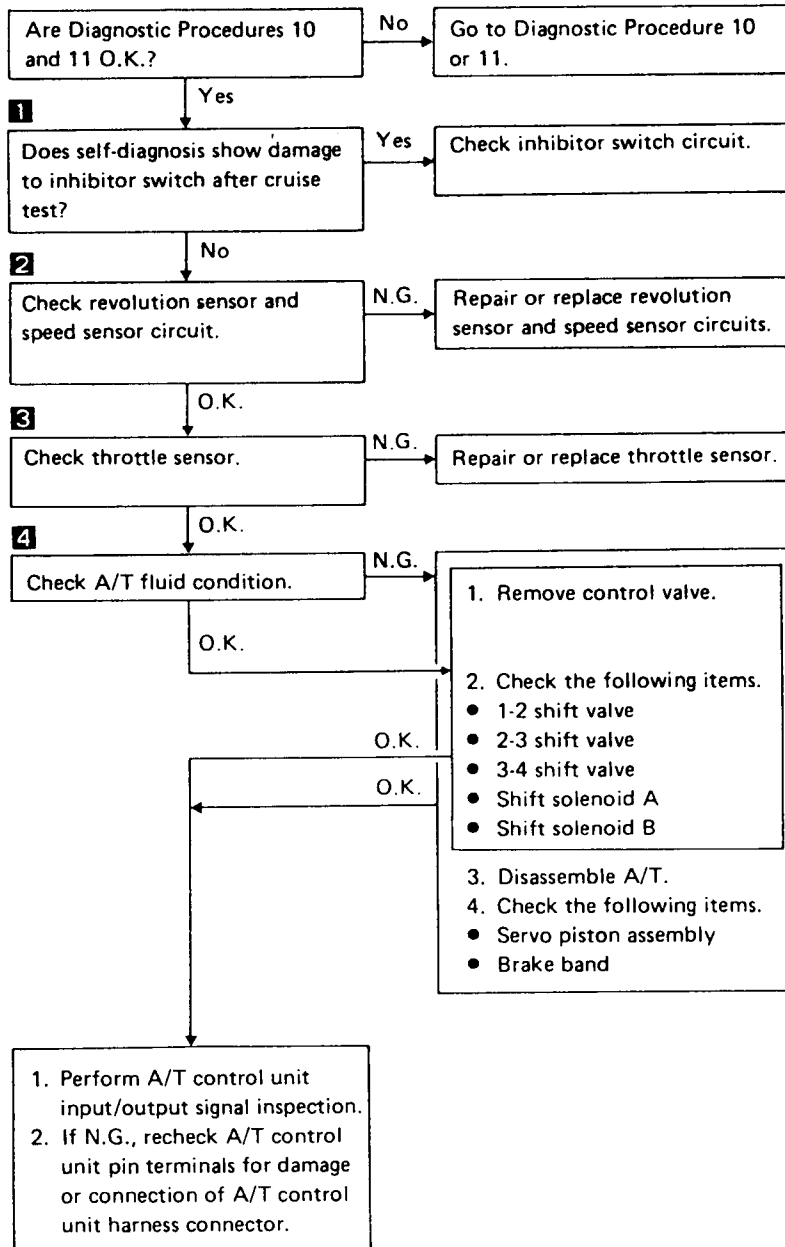 Are Diagnostic Procedures 10
and 11 O.K.?
No
Go to Diagnostic Procedure 10
or 11.
Yes
1
Does self-diagnosis show damage
to inhibitor switch after cruise
test?
Yes
Check inhibitor switch circuit.
No
2
Check revolution sensor and
speed sensor circuit.
N.G.
Repair or replace revolution
sensor and speed sensor circuits.
O.K.
3
Check throttle sensor.
N.G.
Repair or replace throttle sensor.
O.K.
4
Check A/T fluid condition.
N.G.
O.K.
1. Remove control valve.
2. Check the following items.
● 1-2 shift valve
● 2-3 shift valve
● 3-4 shift valve
● Shift solenoid A
● Shift solenoid B
O.K.
O.K.
3. Disassemble A/T.
4. Check the following items.
● Servo piston assembly
● Brake band
1. Perform A/T control unit
input/output signal inspection.
2. If N.G., recheck A/T control
unit pin terminals for damage
or connection of A/T control
unit harness connector.